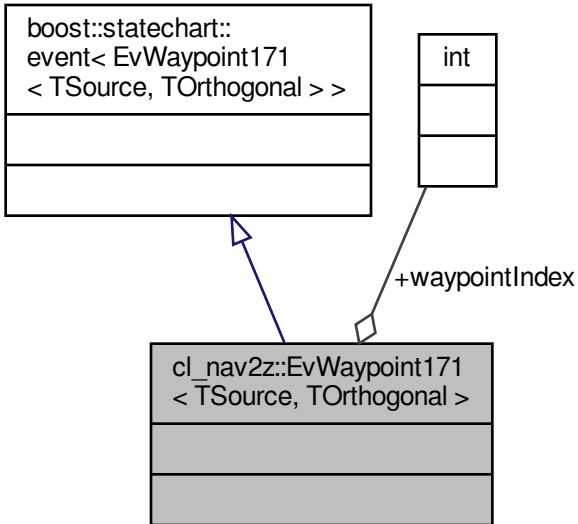 boost::statechart::
event< EvWaypoint171
< TSource, TOrthogonal > >
int
+waypointIndex
cl_nav2z::EvWaypoint171
< TSource, TOrthogonal >